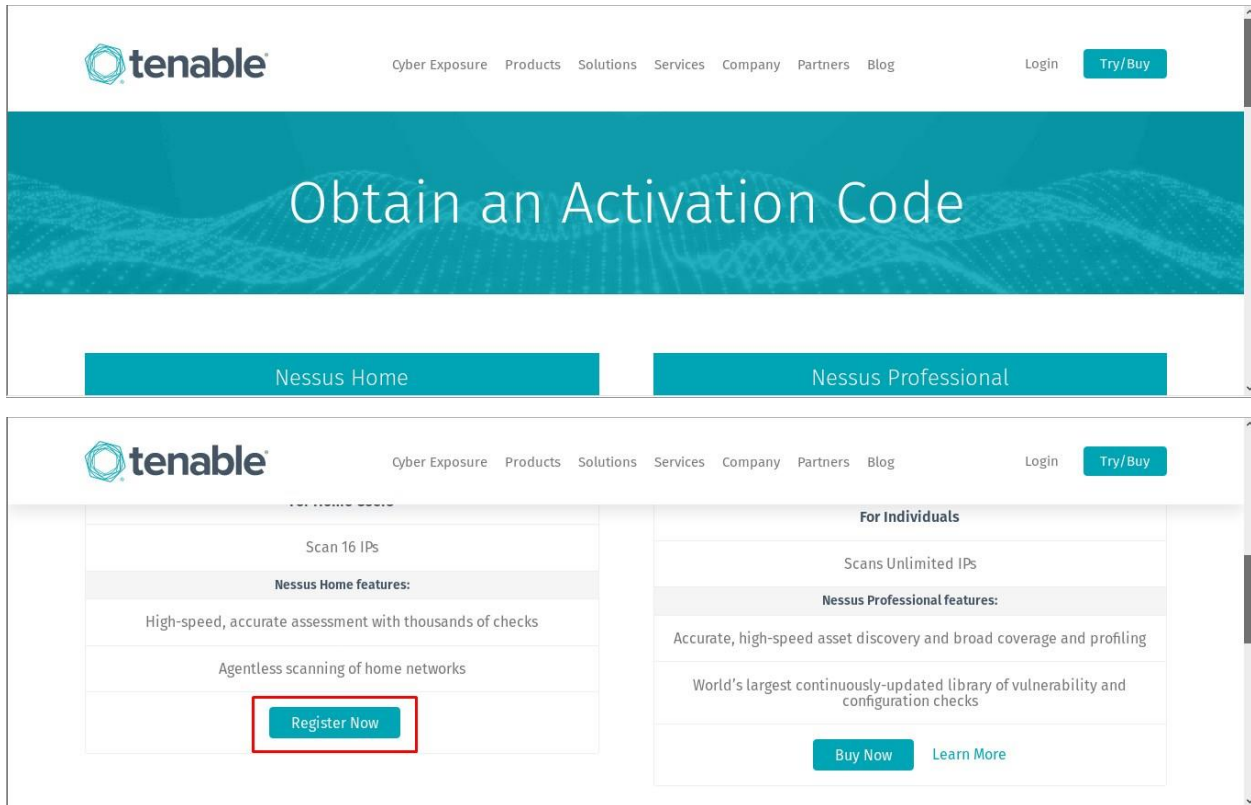 tenable
Cyber Exposure Products Solutions Services Company Partners Blog Login Try/Buy
Obtain an Activation Code
Nessus Home
Nessus Professional
tenable
Cyber Exposure Products Solutions Services Company Partners Blog Login Try/Buy
For Home Users
Scan 16 IPs
Nessus Home features:
High-speed, accurate assessment with thousands of checks
Agentless scanning of home networks
Register Now
For Individuals
Scans Unlimited IPs
Nessus Professional features:
Accurate, high-speed asset discovery and broad coverage and profiling
World's largest continuously-updated library of vulnerability and
configuration checks
Buy Now Learn More